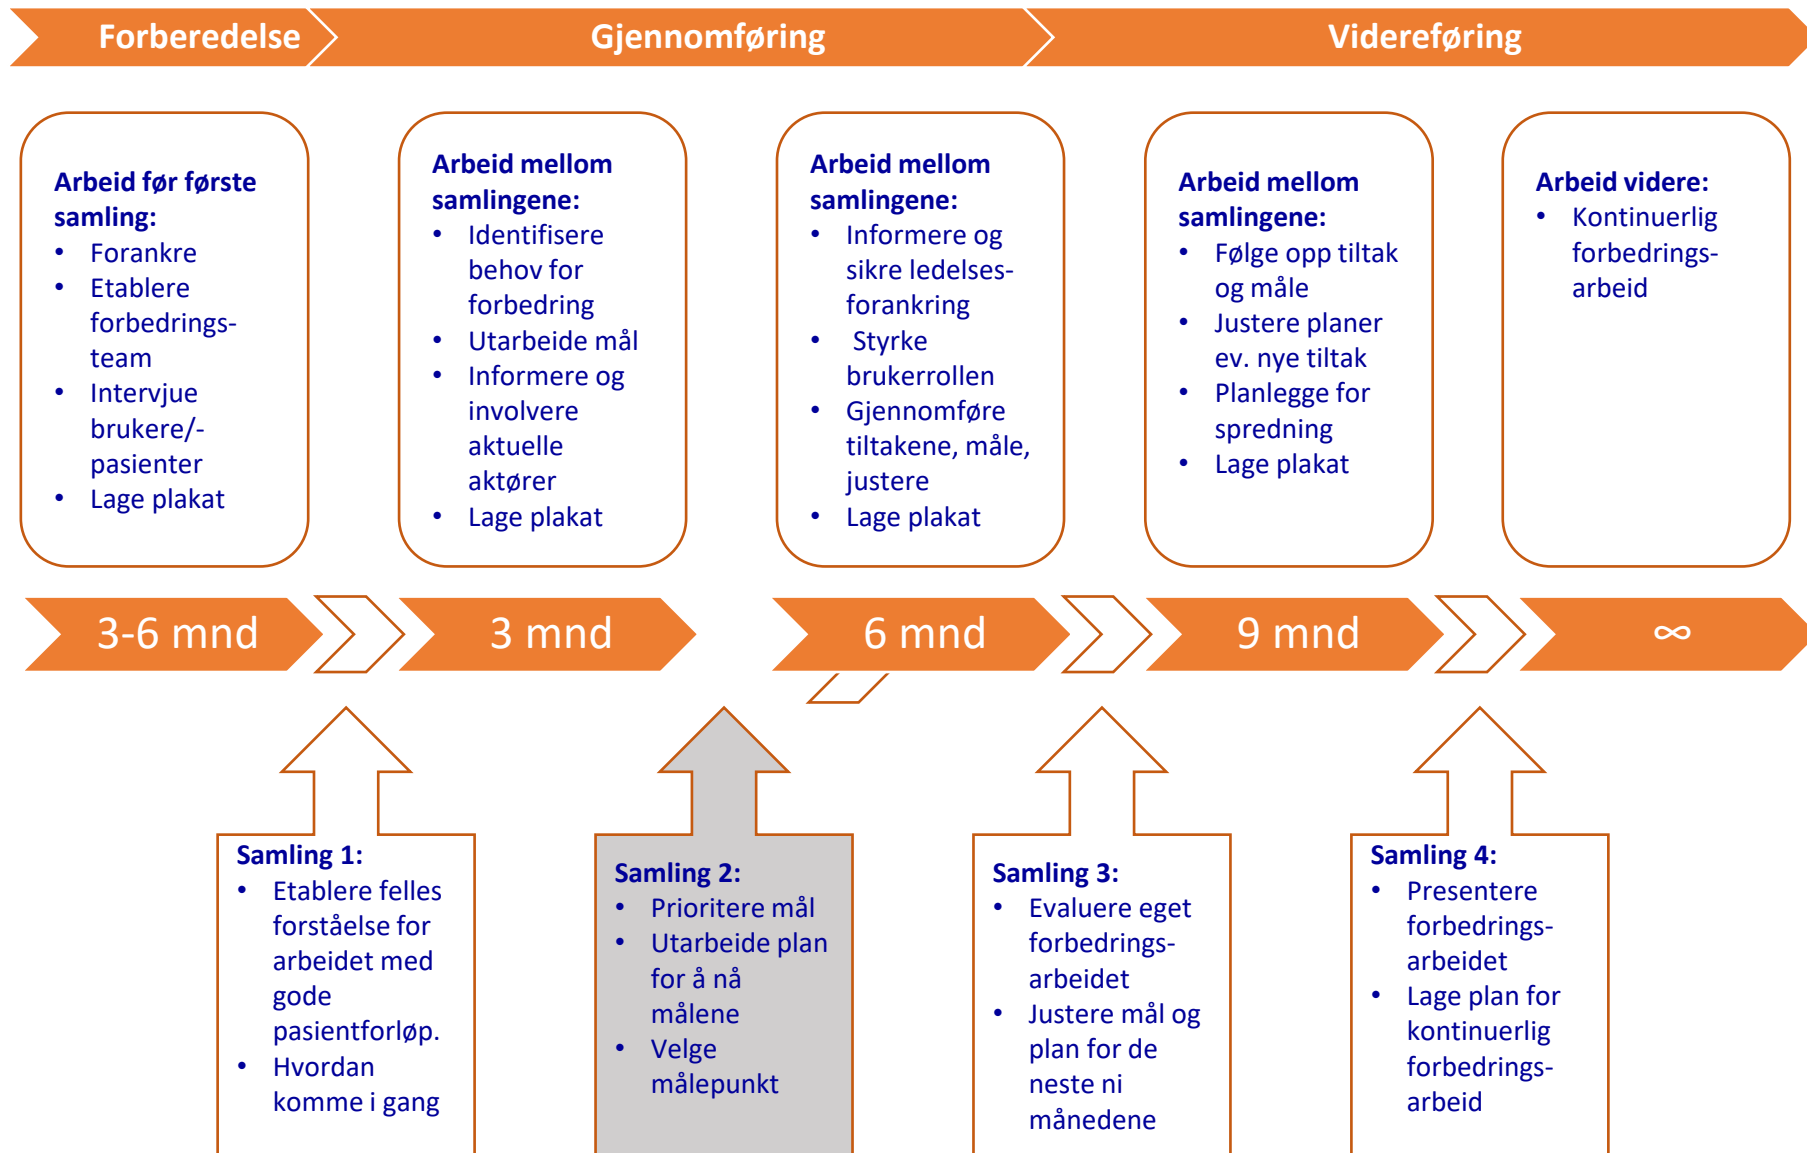 Forberedelse
Gjennomføring
Videreføring
Arbeid før første
samling:
• Forankre
• Etablere
forbedrings-
team
• Intervjue
brukere/-
pasienter
• Lage plakat
Arbeid mellom
samlingene:
• Identifisere
behov for
forbedring
• Utarbeide mål
• Informere og
involvere
aktuelle
aktører
• Lage plakat
Arbeid mellom
samlingene:
• Informere og
sikre ledelses-
forankring
• Styrke
brukerrollen
• Gjennomføre
tiltakene, måle,
justere
• Lage plakat
Arbeid mellom
samlingene:
• Følge opp tiltak
og måle
• Justere planer
ev. nye tiltak
• Planlegge for
spredning
• Lage plakat
Arbeid videre:
• Kontinuerlig
forbedrings-
arbeid
3-6 mnd
3 mnd
6 mnd
9 mnd
∞
Samling 1:
• Etablere felles
forståelse for
arbeidet med
gode
pasientforløp.
• Hvordan
komme i gang
Samling 2:
• Prioritere mål
• Utarbeide plan
for å nå
målene
• Velge
målepunkt
Samling 3:
• Evaluere eget
forbedrings-
arbeidet
• Justere mål og
plan for de
neste ni
månedene
Samling 4:
• Presentere
forbedrings-
arbeidet
• Lage plan for
kontinuerlig
forbedrings-
arbeid